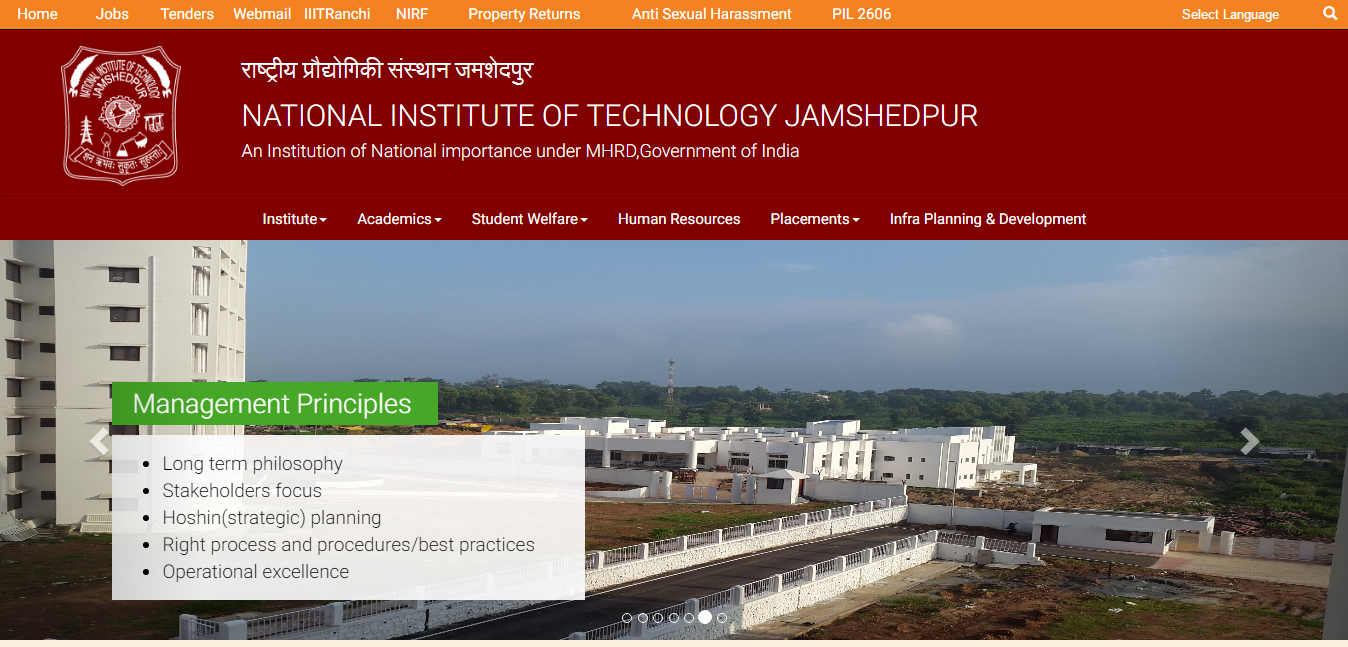 Home Jobs Tenders Webmail IIITRanchi NIRF Property Returns Anti Sexual Harassment PIL 2606 Select Language
NATIONAL INSTITUTE OF TECHNOLOGY
JAMSHEDPUR
राष्ट्रीय प्रौद्योगिकी संस्थान जमशेदपुर
NATIONAL INSTITUTE OF TECHNOLOGY JAMSHEDPUR
An Institution of National importance under MHRD,Government of India
Institute Academics Student Welfare Human Resources Placements Infra Planning & Development
Management Principles
• Long term philosophy
• Stakeholders focus
• Hoshin(strategic) planning
• Right process and procedures/best practices
• Operational excellence